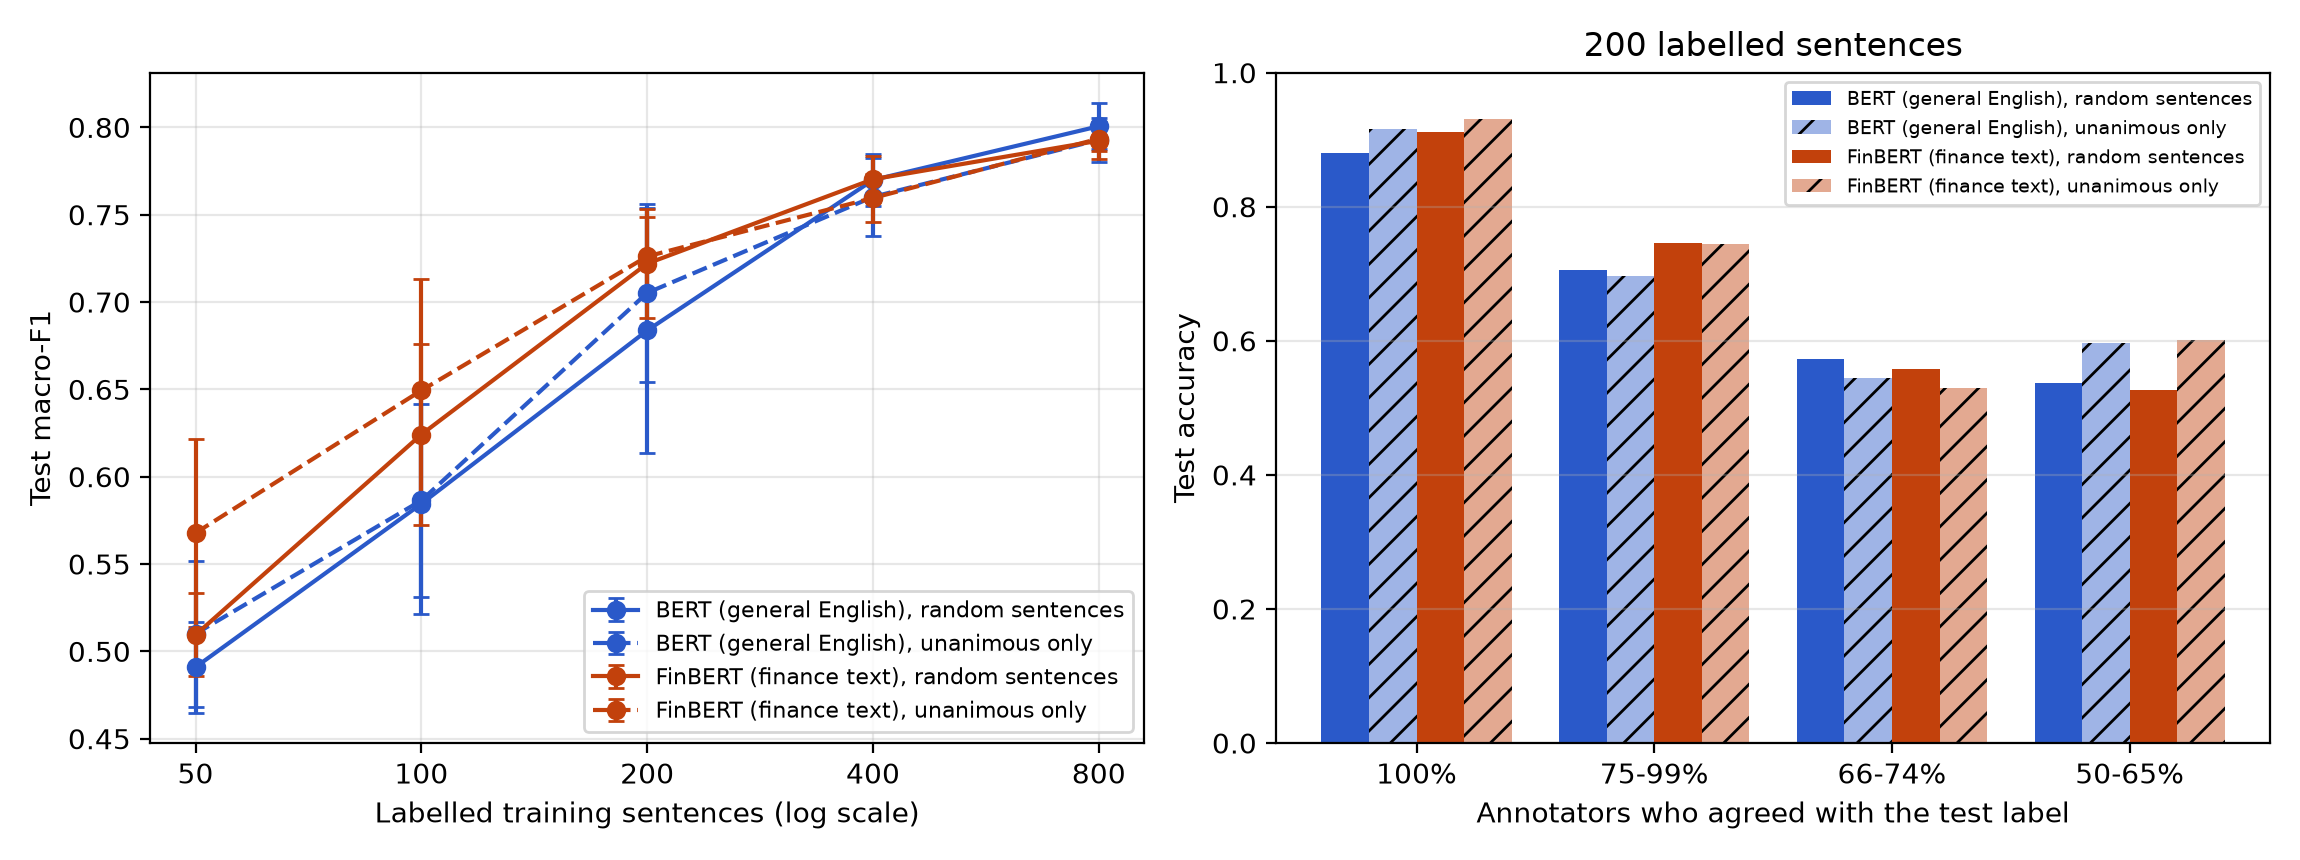 Test macro-F1
0.80
0.75
0.70
0.65
0.60
0.55
0.50
0.45
50 100 200 400 800
Labelled training sentences (log scale)
BERT (general English), random sentences
BERT (general English), unanimous only
FinBERT (finance text), random sentences
FinBERT (finance text), unanimous only
200 labelled sentences
Test accuracy
1.0
0.8
0.6
0.4
0.2
0.0
100% 75-99% 66-74% 50-65%
Annotators who agreed with the test label
BERT (general English), random sentences
BERT (general English), unanimous only
FinBERT (finance text), random sentences
FinBERT (finance text), unanimous only